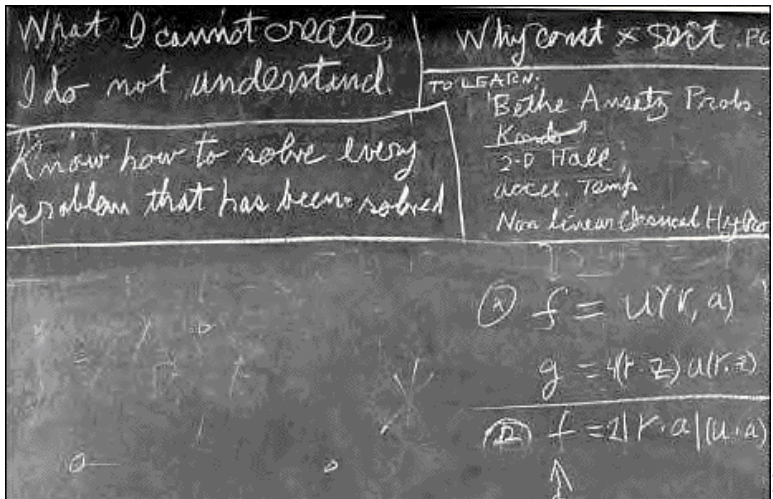 What I cannot create,
I do not understand.
Know how to solve every
problem that has been solved
Why const × sort . PO
TO LEARN:
Bethe Ansatz Probs.
Kondo
2-D Hall
accel. Temp
Non linear Classical Hydro
f = u(r, a)
g = 4(r·z) u(r, z)
f = 2|r·a|(u·a)